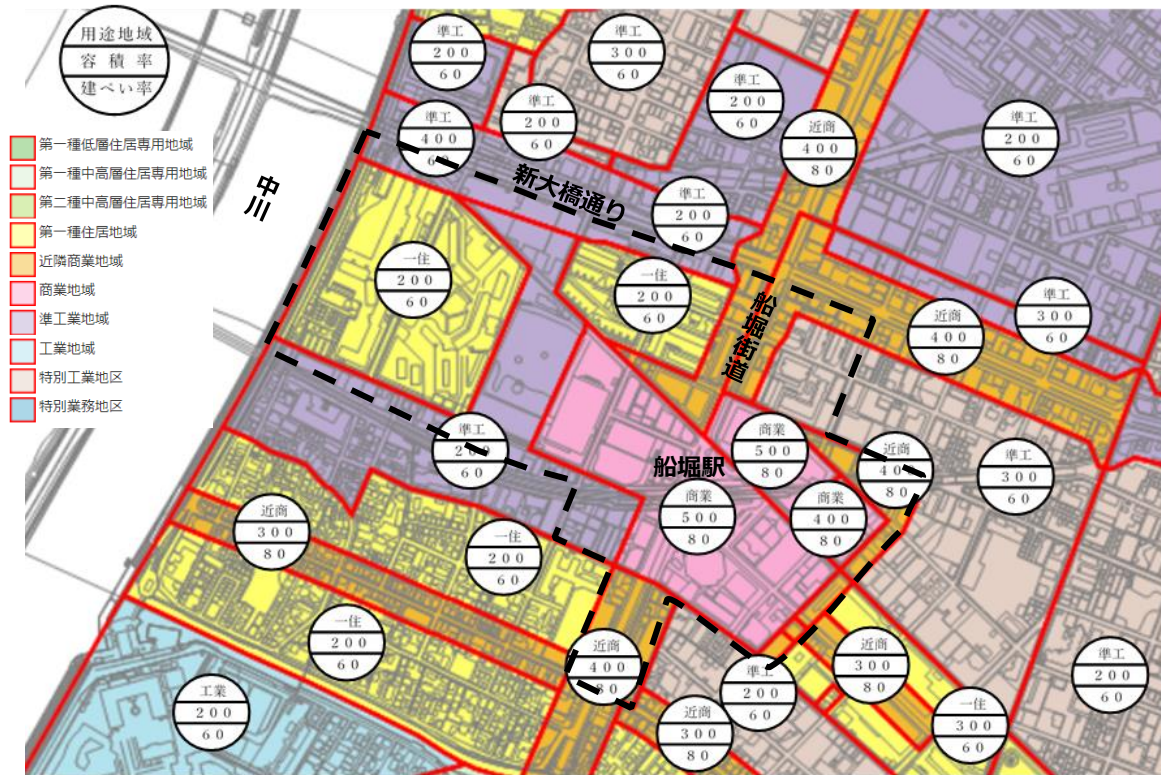 用途地域
容積率
建ぺい率
第一種低層住居専用地域
第一種中高層住居専用地域
第二種中高層住居専用地域
第一種住居地域
近隣商業地域
商業地域
準工業地域
工業地域
特別工業地区
特別業務地区
準工
200
60
準工
300
60
準工
200
60
準工
200
60
準工
400
60
近商
400
80
準工
200
60
中川
新大橋通り
準工
200
60
一住
200
60
一住
200
60
船堀街道
近商
400
80
準工
300
60
準工
200
60
船堀駅
商業
500
80
近商
400
80
準工
300
60
商業
500
80
商業
400
80
近商
300
80
一住
200
60
一住
200
60
近商
400
80
準工
200
60
近商
300
80
準工
200
60
工業
200
60
近商
300
80
一住
300
60